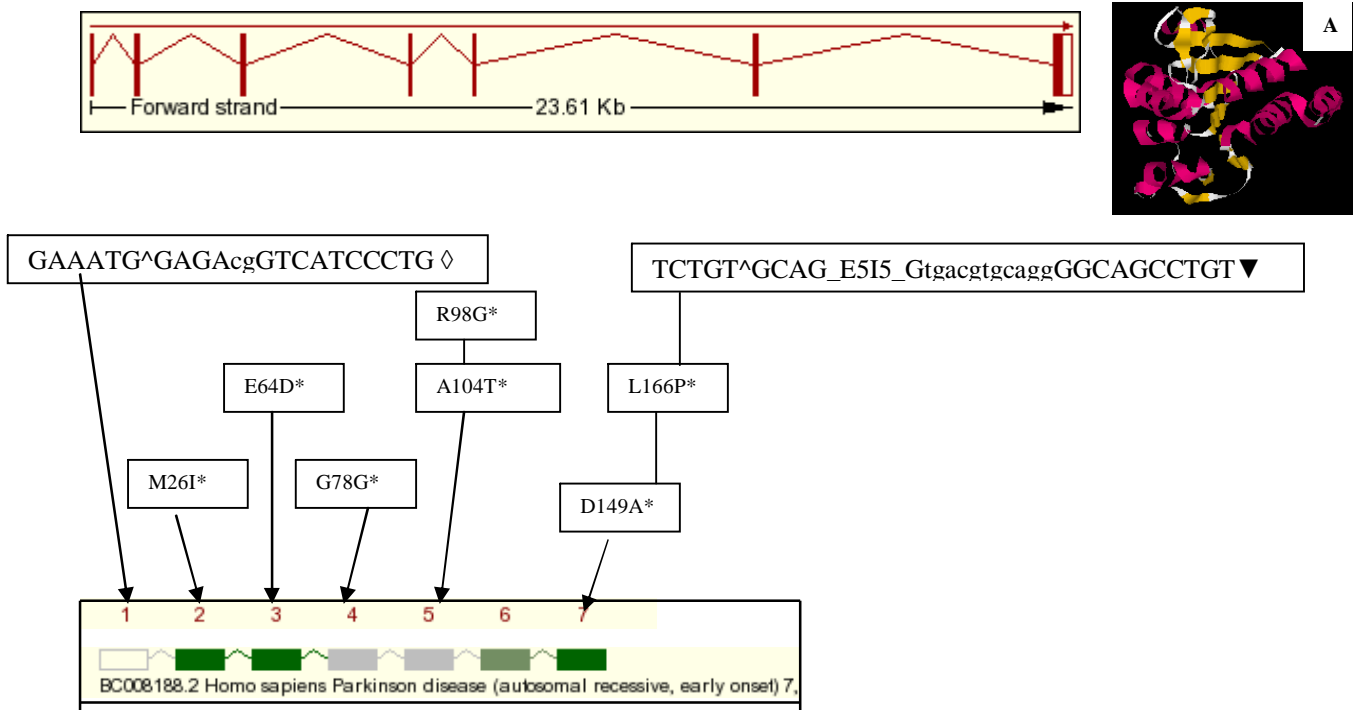 A
Forward strand 23.61 Kb
GAAATG^GAGAcgGTCATCCCTG ◊
TCTGT^GCAG_E5I5_GtgacgtgcaggGGCAGCCTGT▼
R98G*
E64D*
A104T*
L166P*
M26I*
G78G*
D149A*
1 2 3 4 5 6 7
BC008188.2 Homo sapiens Parkinson disease (autosomal recessive, early onset) 7,